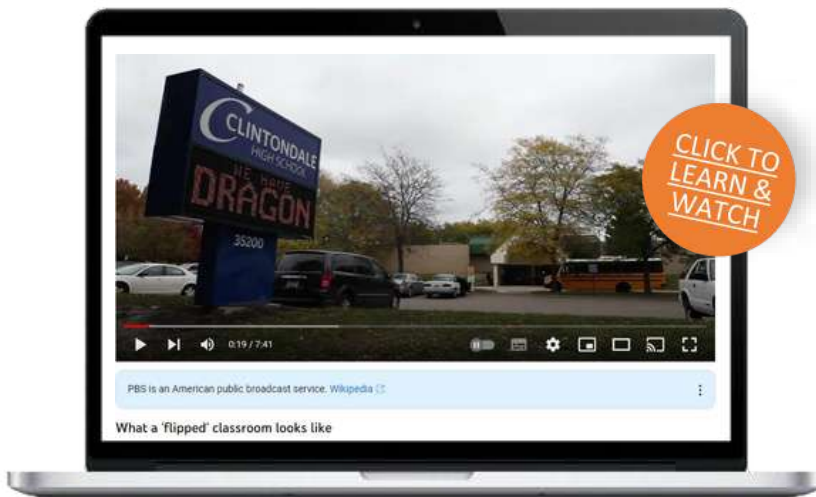 CLINTONDALE
HIGH SCHOOL
WE HAVE
DRAGON
35200
CLICK TO
LEARN &
WATCH
0:19 / 7:41
PBS is an American public broadcast service. Wikipedia
What a 'flipped' classroom looks like